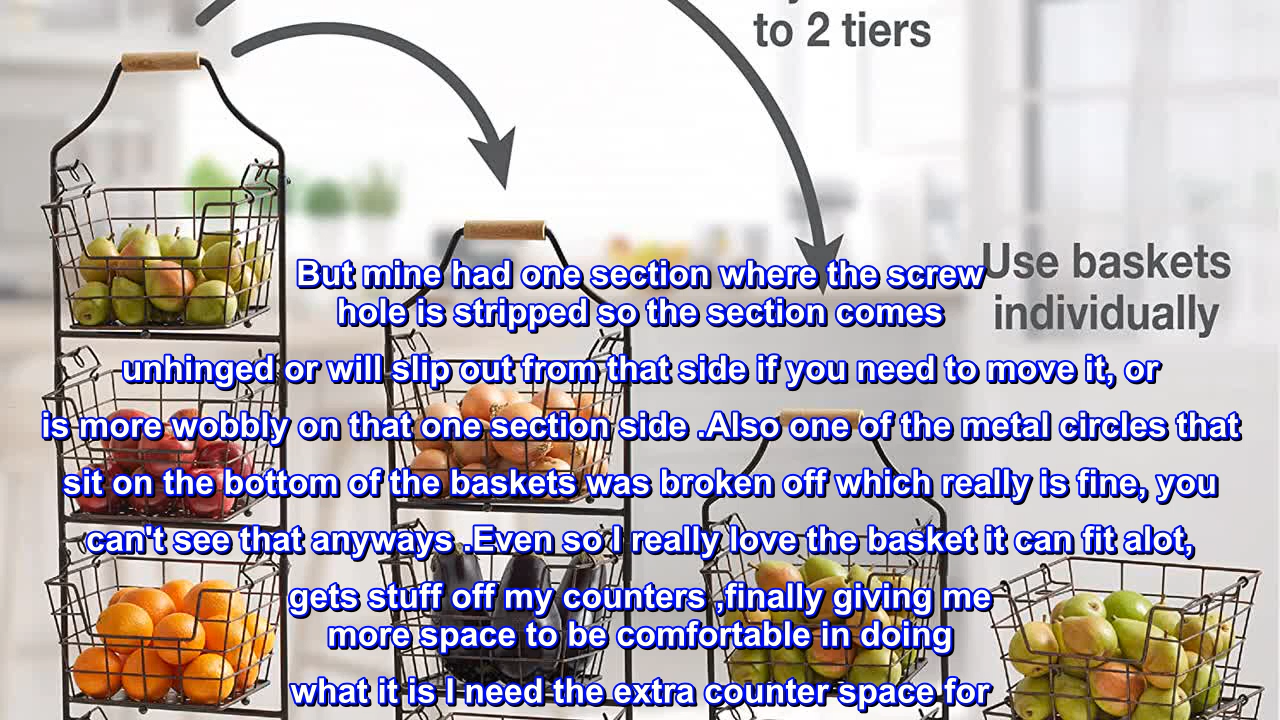 to 2 tiers
Use baskets
individually
But mine had one section where the screw
hole is stripped so the section comes
unhinged or will slip out from that side if you need to move it, or
is more wobbly on that one section side .Also one of the metal circles that
sit on the bottom of the baskets was broken off which really is fine, you
can't see that anyways .Even so I really love the basket it can fit alot,
gets stuff off my counters ,finally giving me
more space to be comfortable in doing
what it is I need the extra counter space for